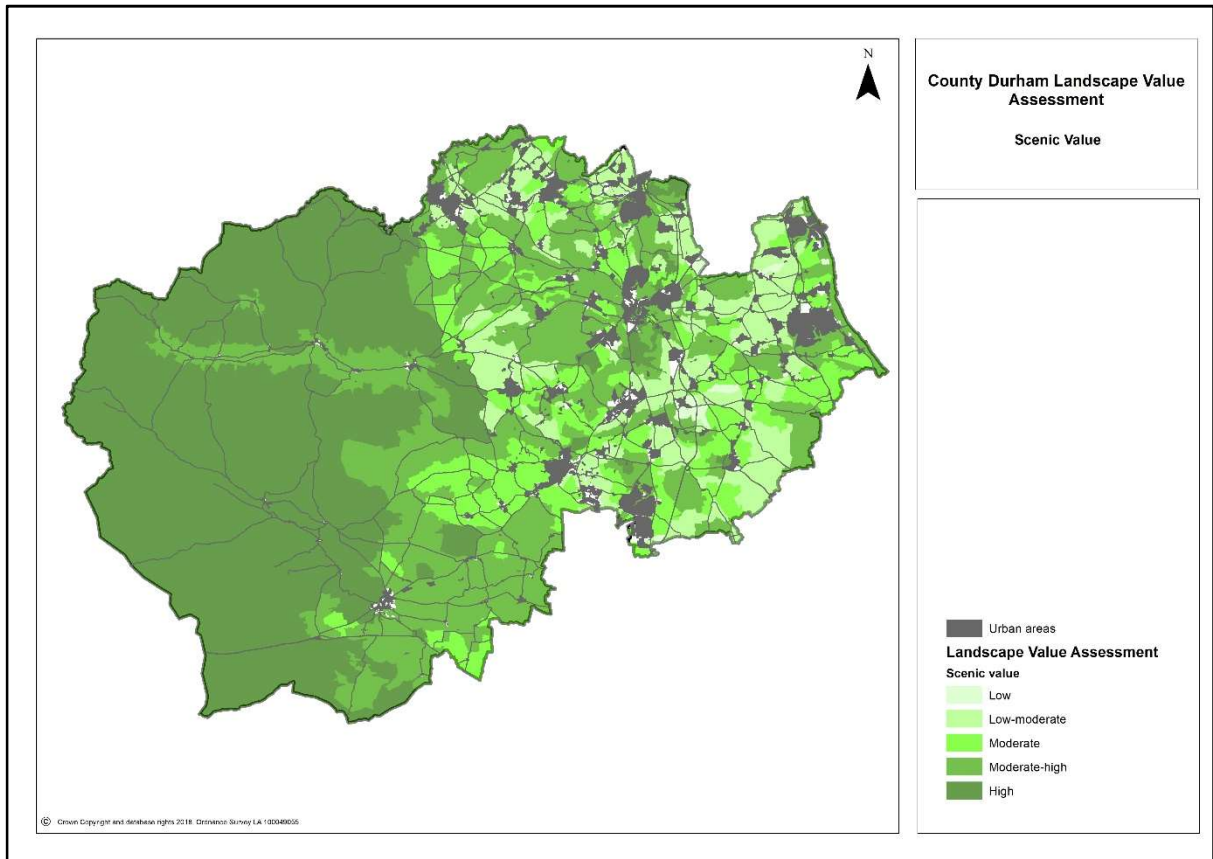 N
County Durham Landscape Value
Assessment
Scenic Value
Urban areas
Landscape Value Assessment
Scenic value
Low
Low-moderate
Moderate
Moderate-high
High
© Crown Copyright and database rights 2018. Ordnance Survey LA 100049055